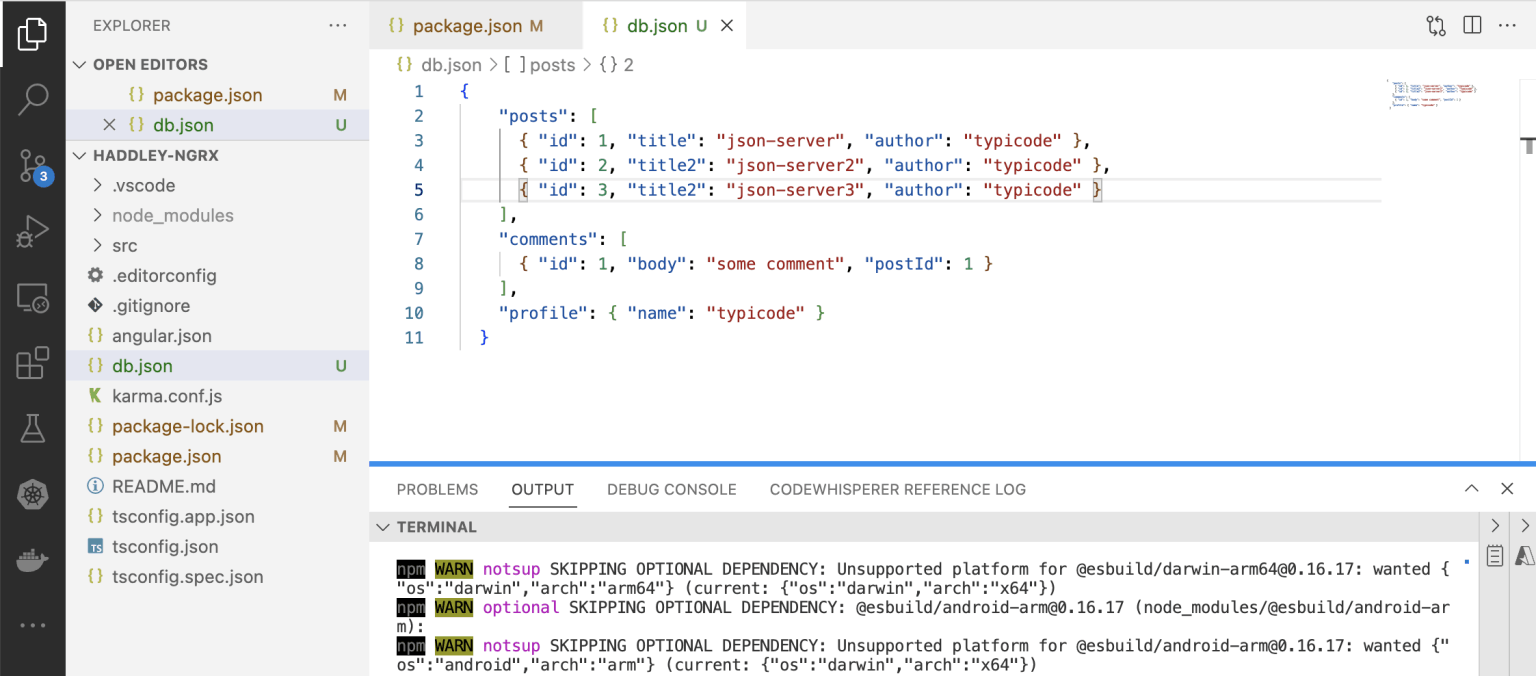 EXPLORER
OPEN EDITORS
{} package.json M
{} db.json U
HADDLEY-NGRX
.vscode
node_modules
src
.editorconfig
.gitignore
{} angular.json
{} db.json U
karma.conf.js
{} package-lock.json M
{} package.json M
README.md
{} tsconfig.app.json
TS tsconfig.json
{} tsconfig.spec.json
3
{} package.json M
{} db.json U
{} db.json > [ ] posts > {} 2
1 {
2 "posts": [
3 { "id": 1, "title": "json-server", "author": "typicode" },
4 { "id": 2, "title2": "json-server2", "author": "typicode" },
5 { "id": 3, "title2": "json-server3", "author": "typicode" }
6 ],
7 "comments": [
8 { "id": 1, "body": "some comment", "postId": 1 }
9 ],
10 "profile": { "name": "typicode" }
11 }
PROBLEMS OUTPUT DEBUG CONSOLE CODEWHISPERER REFERENCE LOG
TERMINAL
npm WARN notsup SKIPPING OPTIONAL DEPENDENCY: Unsupported platform for @esbuild/darwin-arm64@0.16.17: wanted {
"os":"darwin","arch":"arm64"} (current: {"os":"darwin","arch":"x64"})
npm WARN optional SKIPPING OPTIONAL DEPENDENCY: @esbuild/android-arm@0.16.17 (node_modules/@esbuild/android-ar
m):
npm WARN notsup SKIPPING OPTIONAL DEPENDENCY: Unsupported platform for @esbuild/android-arm@0.16.17: wanted {"
os":"android","arch":"arm"} (current: {"os":"darwin","arch":"x64"})